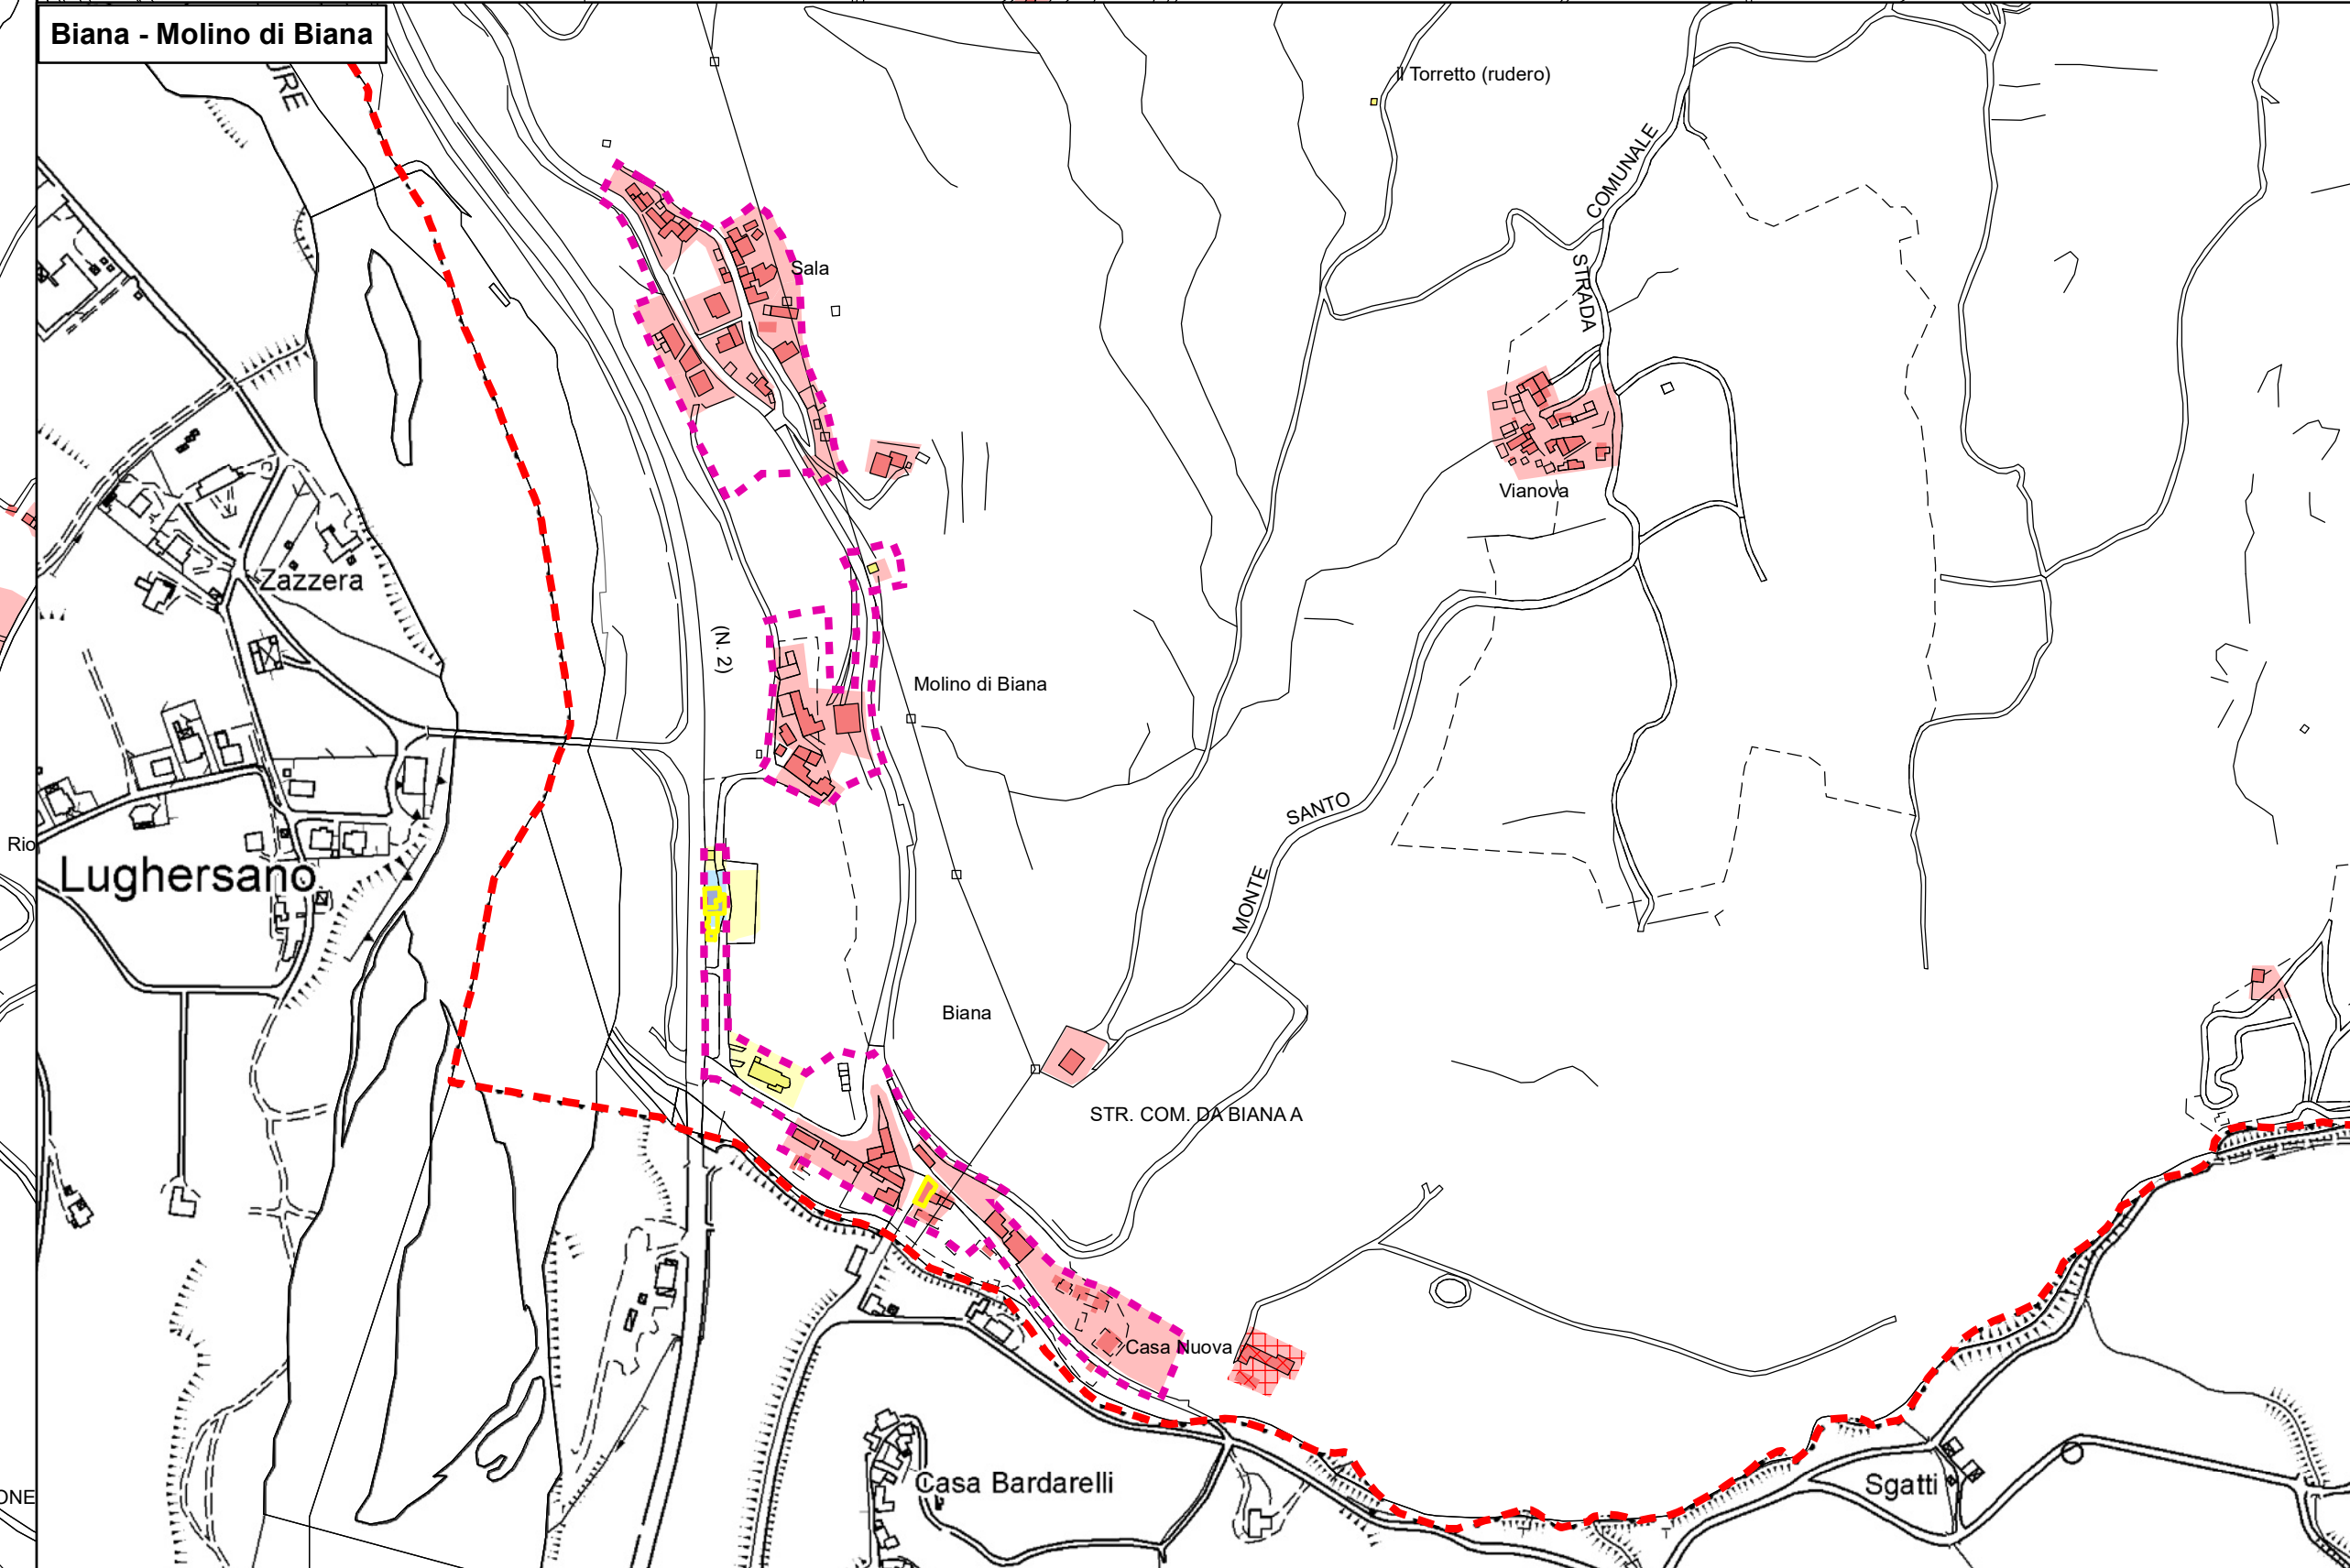 Biana - Molino di Biana
URE
Il Torretto (rudero)
COMUNALE
STRADA
Sala
Vianova
Zazzera
(N. 2)
Molino di Biana
SANTO
MONTE
Rio
Lughersano
Biana
STR. COM. DA BIANA A
Casa Nuova
Casa Bardarelli
Sgatti
ONE